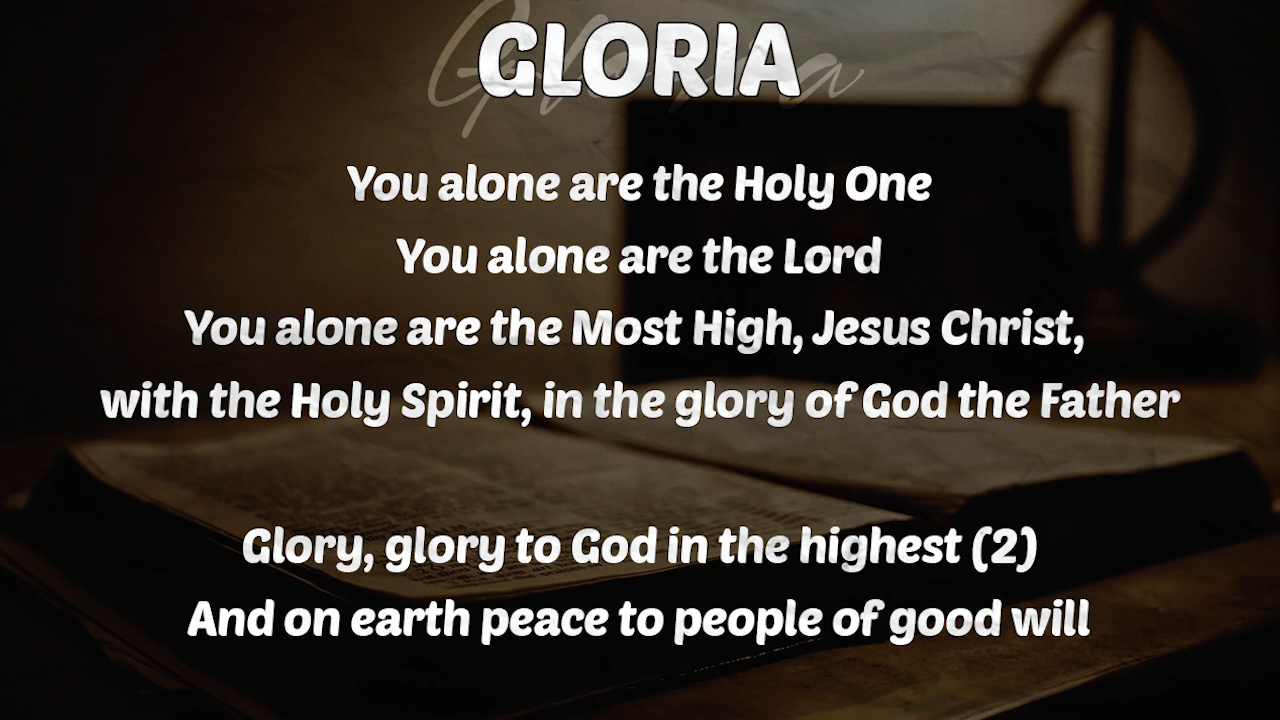 GLORIA
You alone are the Holy One
You alone are the Lord
You alone are the Most High, Jesus Christ,
with the Holy Spirit, in the glory of God the Father
Glory, glory to God in the highest (2)
And on earth peace to people of good will